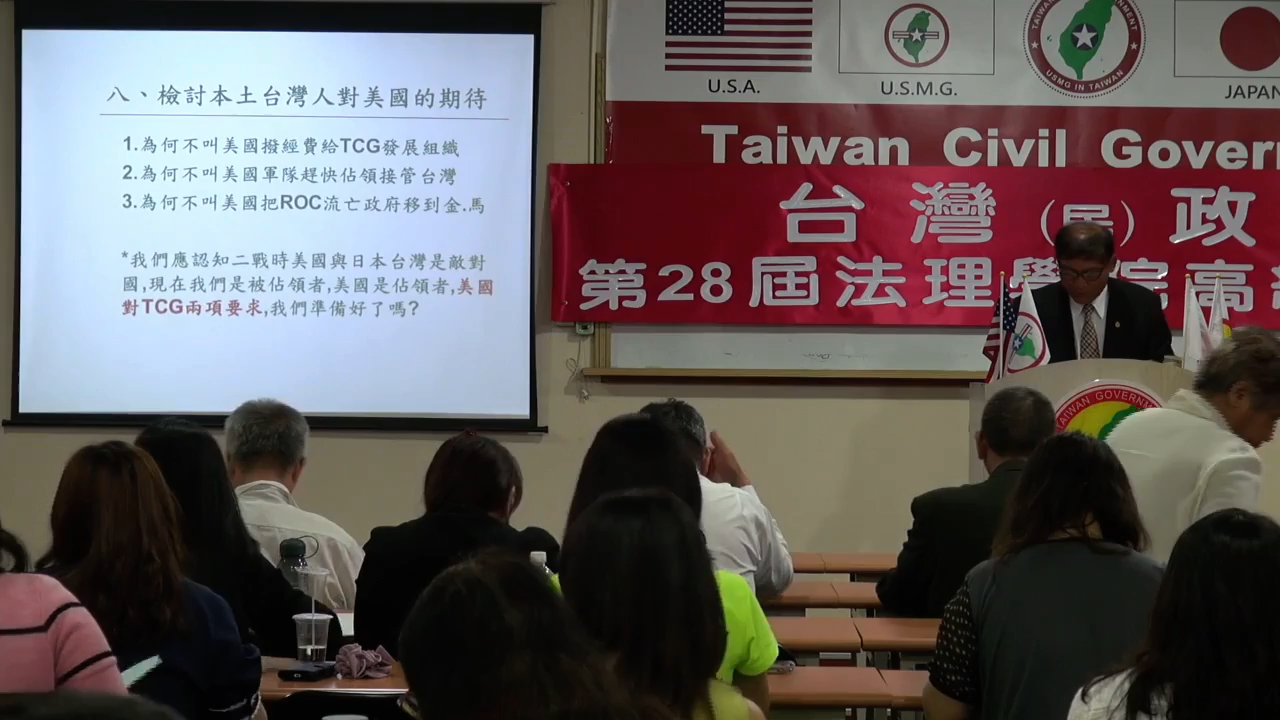 八、檢討本土台灣人對美國的期待
1.為何不叫美國撥經費給TCG發展組織
2.為何不叫美國軍隊趕快佔領接管台灣
3.為何不叫美國把ROC流亡政府移到金.馬
*我們應認知二戰時美國與日本台灣是敵對
國,現在我們是被佔領者,美國是佔領者,美國
對TCG兩項要求,我們準備好了嗎?
USMG IN TAIWAN
U.S.A.
U.S.M.G.
JAPAN
Taiwan Civil Govern
台灣(民)政
第28屆法理學院高
TAIWAN GOVERNM